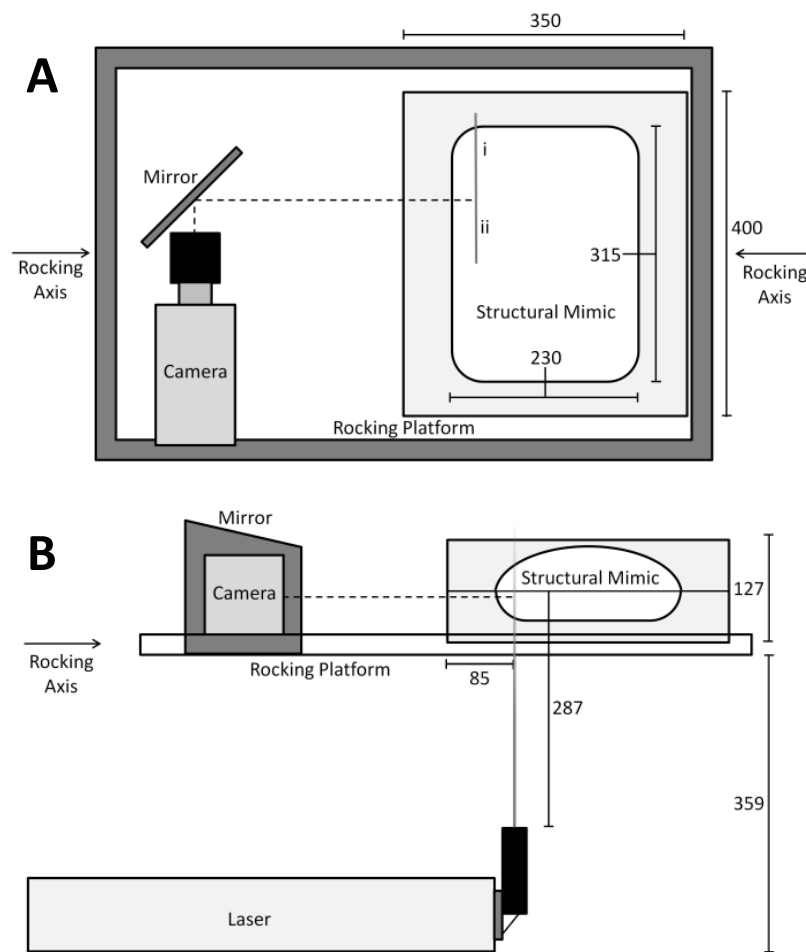 350
A
Mirror
i
ii
400
315
Rocking
Axis
Rocking
Axis
Structural Mimic
Camera
230
Rocking Platform
B
Mirror
Camera
Structural Mimic
127
Rocking
Axis
Rocking Platform
85
287
359
Laser